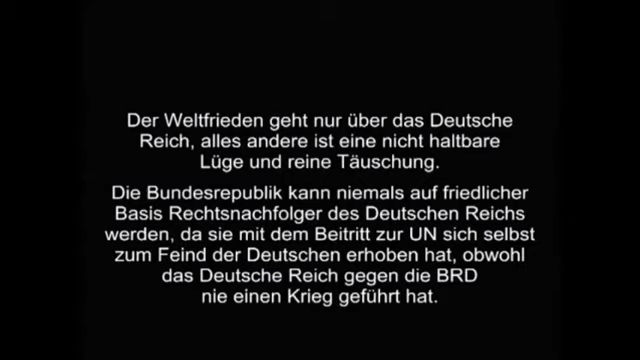 Der Weltfrieden geht nur über das Deutsche
Reich, alles andere ist eine nicht haltbare
Lüge und reine Täuschung.
Die Bundesrepublik kann niemals auf friedlicher
Basis Rechtsnachfolger des Deutschen Reichs
werden, da sie mit dem Beitritt zur UN sich selbst
zum Feind der Deutschen erhoben hat, obwohl
das Deutsche Reich gegen die BRD
nie einen Krieg geführt hat.